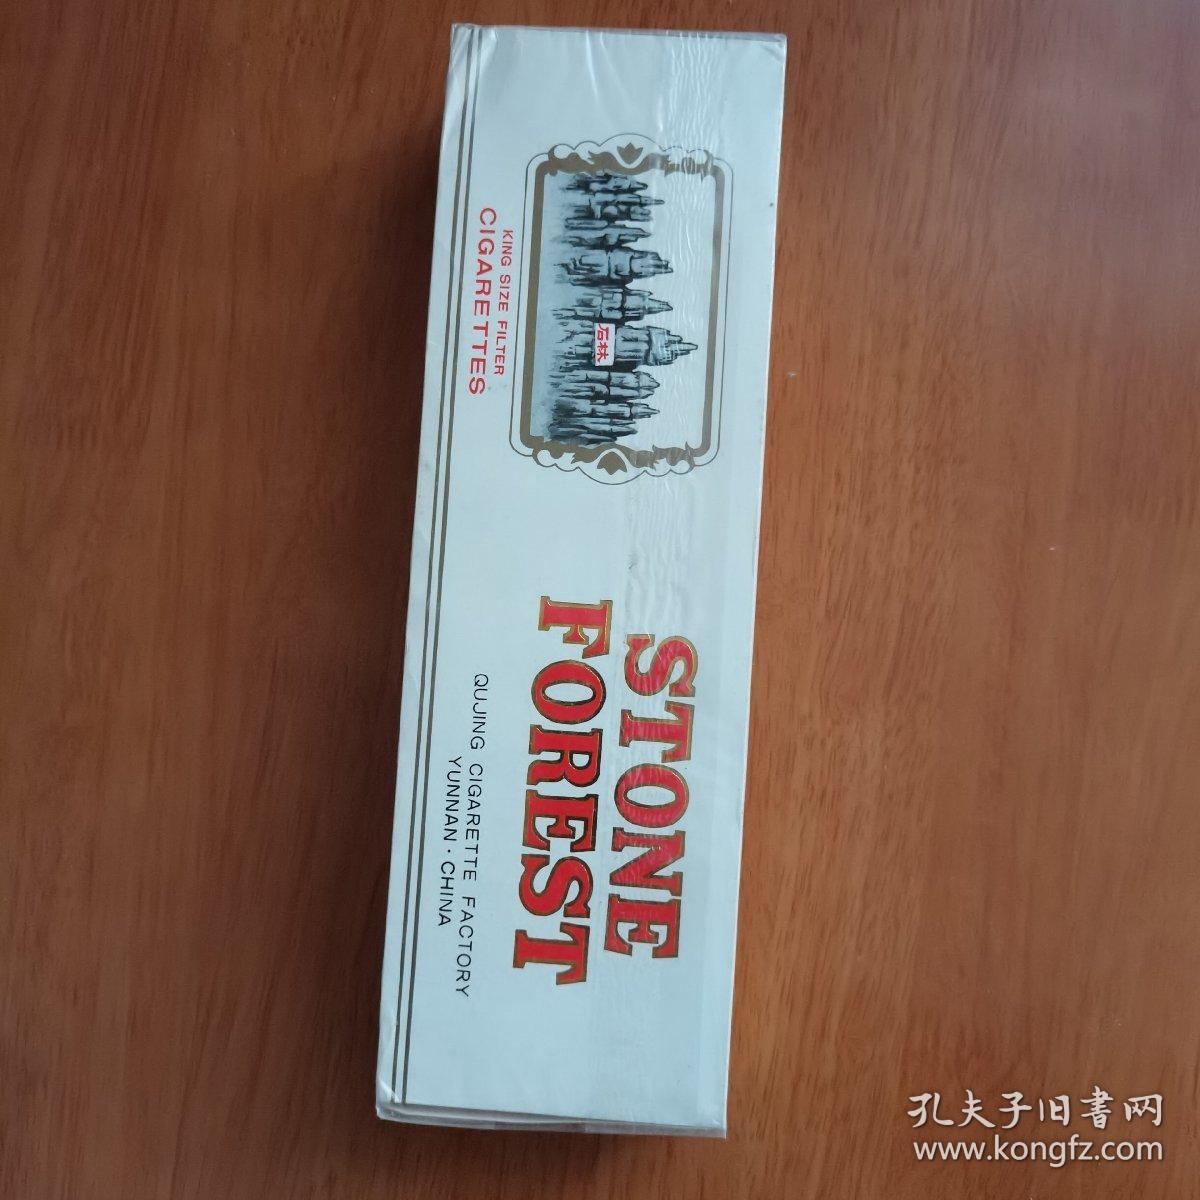 石林
KING SIZE FILTER
CIGARETTES
STONE
FOREST
QUJING CIGARETTE FACTORY
YUNNAN · CHINA
孔夫子旧書网
www.kongfz.com